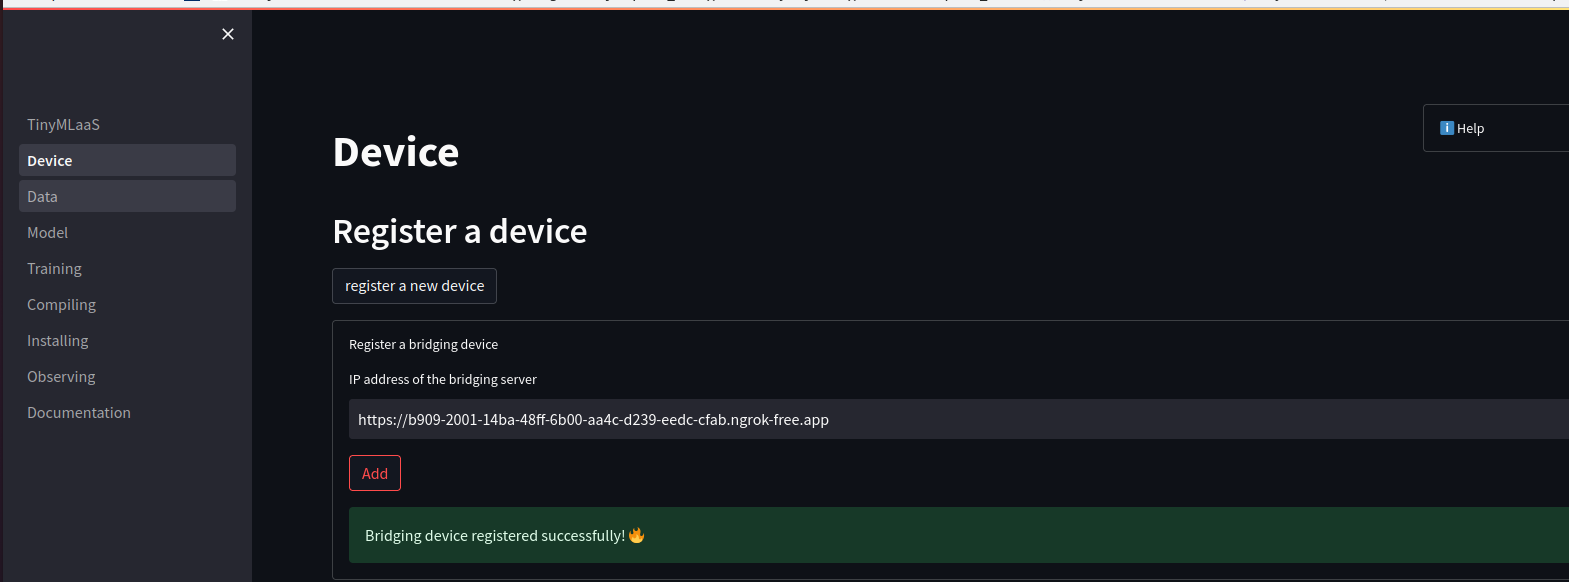 TinyMLaaS
Device
Data
Model
Training
Compiling
Installing
Observing
Documentation
Help
Device
Register a device
register a new device
Register a bridging device
IP address of the bridging server
https://b909-2001-14ba-48ff-6b00-aa4c-d239-eedc-cfab.ngrok-free.app
Add
Bridging device registered successfully!🔥